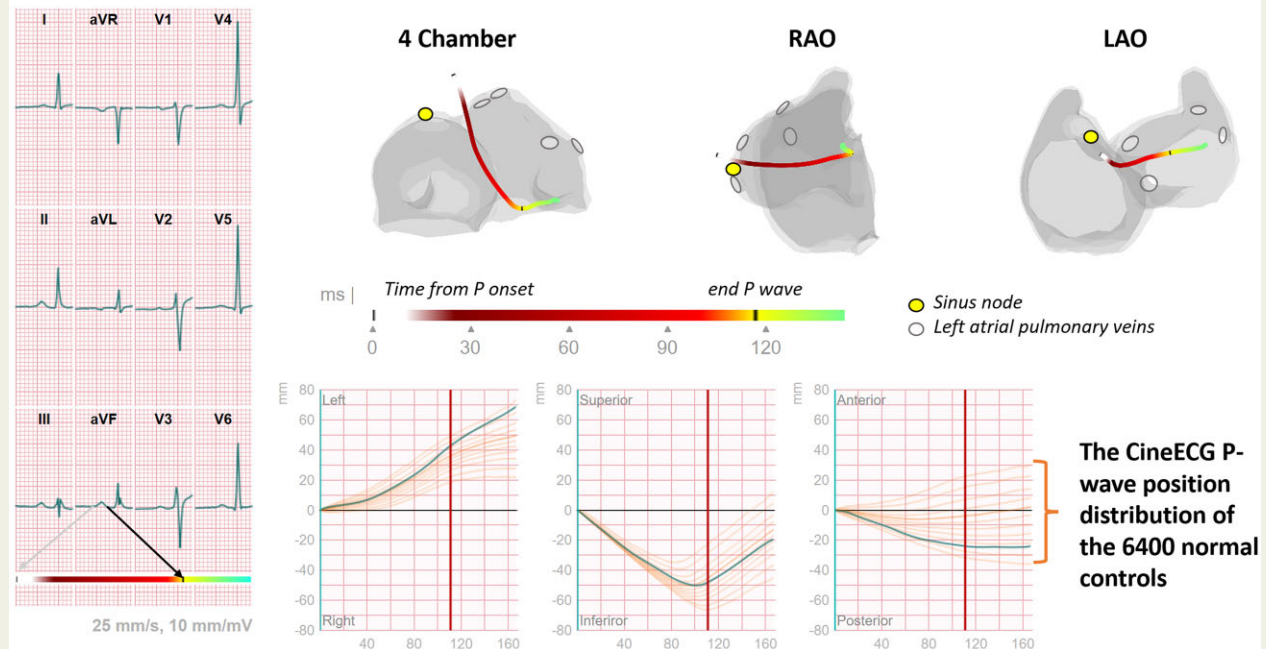 I aVR V1 V4
II aVL V2 V5
III aVF V3 V6
25 mm/s, 10 mm/mV
4 Chamber
RAO
LAO
Time from P onset
end P wave
ms
0 30 60 90 120
Sinus node
Left atrial pulmonary veins
mm
80
60
40
20
0
-20
-40
-60
-80
Left
Right
40 80 120 160
mm
80
60
40
20
0
-20
-40
-60
-80
Superior
Inferiror
40 80 120 160
mm
80
60
40
20
0
-20
-40
-60
-80
Anterior
Posterior
40 80 120 160
The CineECG P-
wave position
distribution of
the 6400 normal
controls